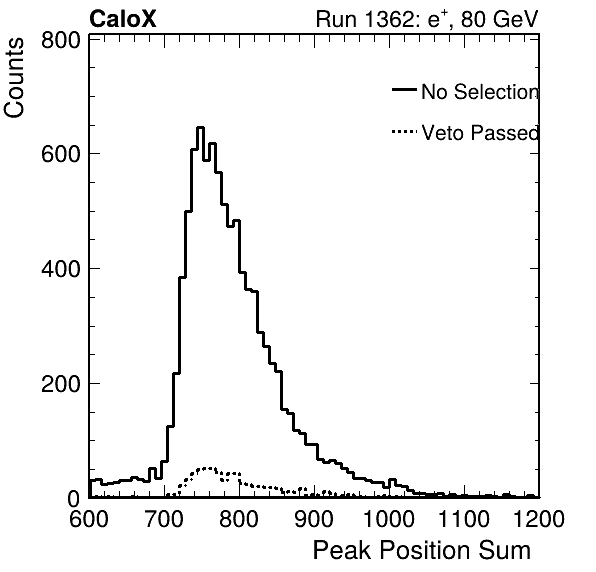 CaloX Run 1362: e⁺, 80 GeV
Counts
800
600
400
200
0
No Selection
Veto Passed
600 700 800 900 1000 1100 1200
Peak Position Sum